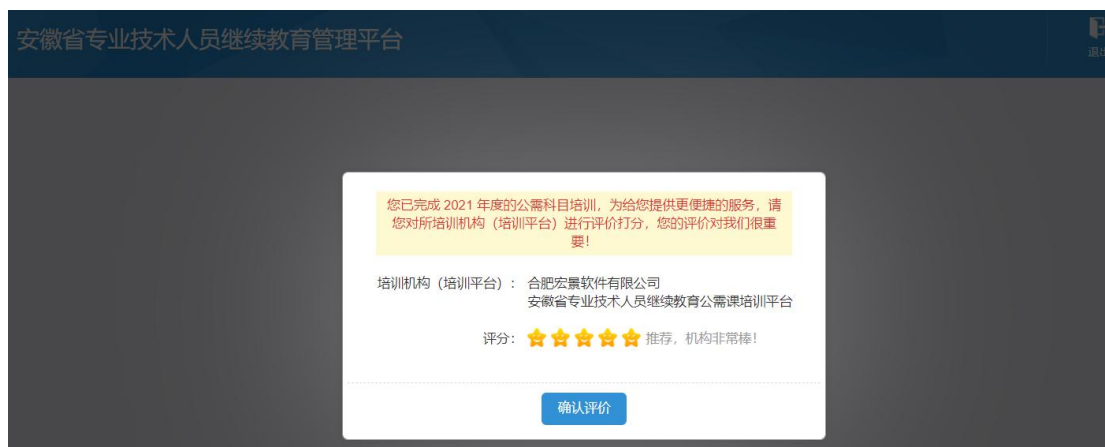 安徽省专业技术人员继续教育管理平台
退出
您已完成 2021 年度的公需科目培训，为给您提供更便捷的服务，请
您对所培训机构（培训平台）进行评价打分，您的评价对我们很重
要！
培训机构（培训平台）： 合肥宏景软件有限公司
安徽省专业技术人员继续教育公需课培训平台
评分： 推荐，机构非常棒！
确认评价